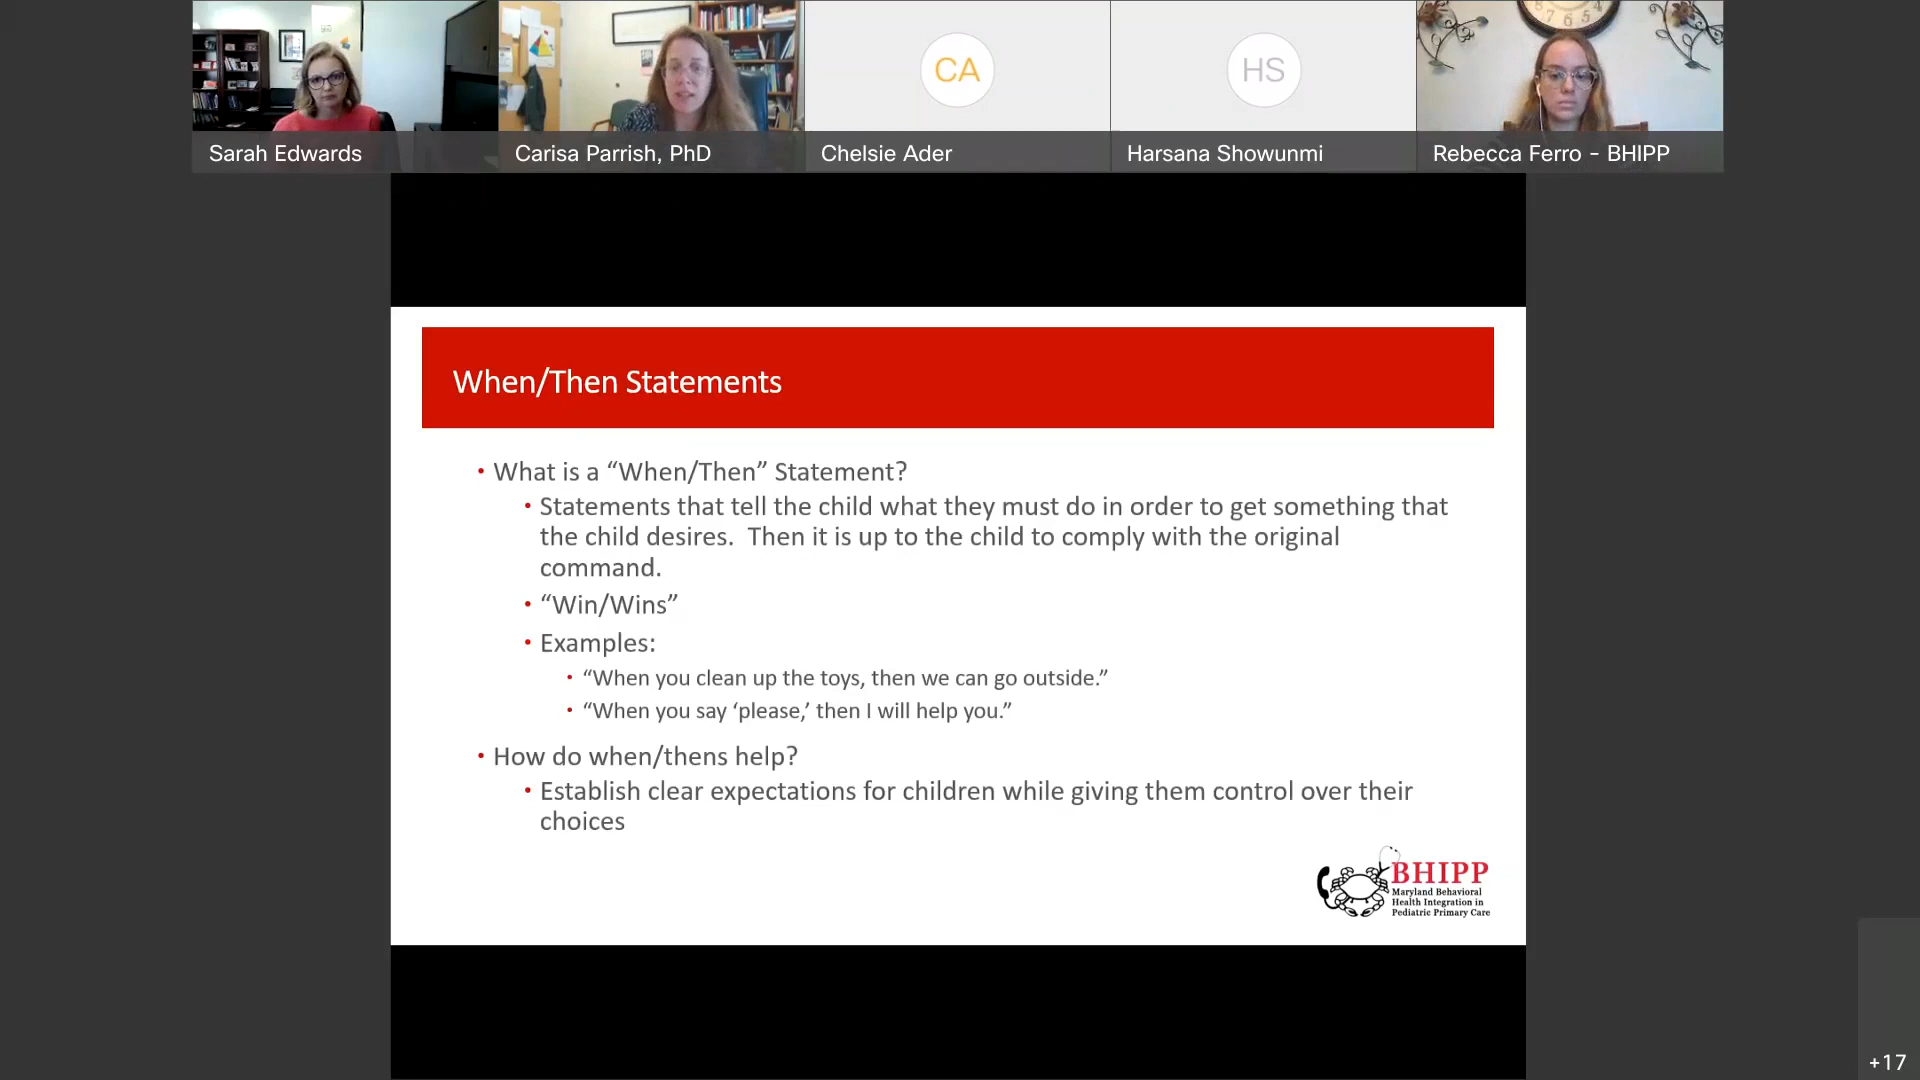 CA
HS
Sarah Edwards
Carisa Parrish, PhD
Chelsie Ader
Harsana Showunmi
Rebecca Ferro - BHIPP
When/Then Statements
• What is a “When/Then” Statement?
• Statements that tell the child what they must do in order to get something that
the child desires.  Then it is up to the child to comply with the original
command.
• “Win/Wins”
• Examples:
• “When you clean up the toys, then we can go outside.”
• “When you say ‘please,’ then I will help you.”
• How do when/thens help?
• Establish clear expectations for children while giving them control over their
choices
BHIPP
Maryland Behavioral
Health Integration in
Pediatric Primary Care
+17